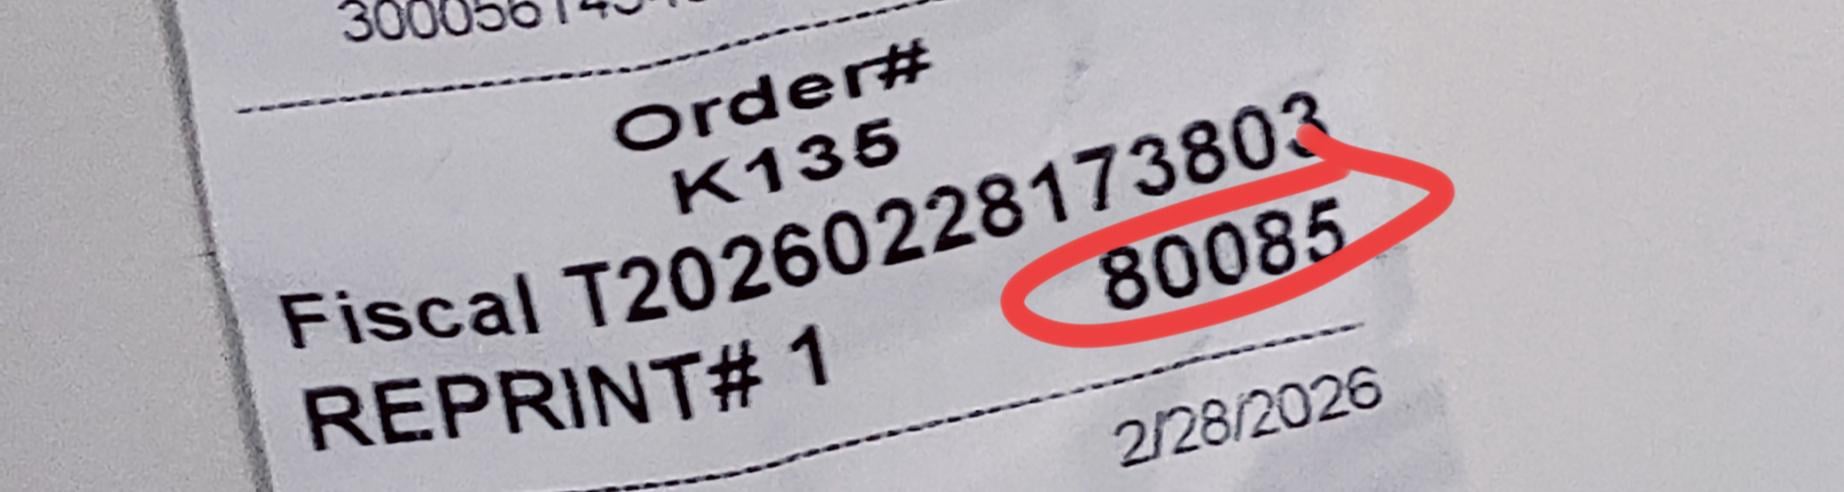 Order#
K135
Fiscal T20260228173803
80085
REPRINT# 1
2/28/2026